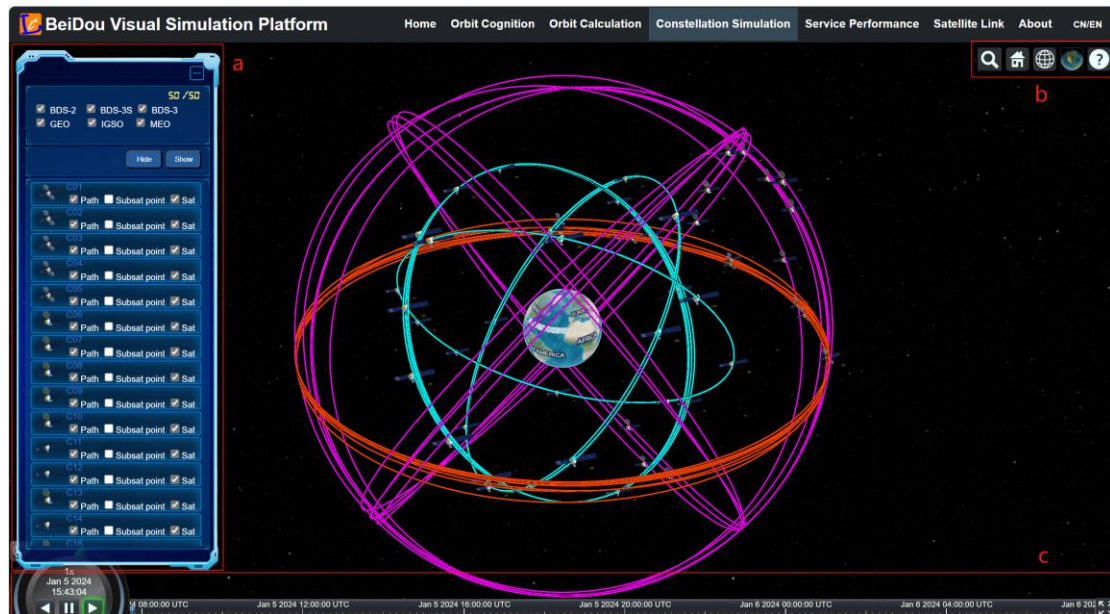 BeiDou Visual Simulation Platform
Home Orbit Cognition Orbit Calculation Constellation Simulation Service Performance Satellite Link About CN/EN
a
b
50/50
BDS-2 BDS-3S BDS-3
GEO IGSO MEO
Hide Show
C01
Path Subsat point Sat
C02
Path Subsat point Sat
C03
Path Subsat point Sat
C04
Path Subsat point Sat
C05
Path Subsat point Sat
C06
Path Subsat point Sat
C07
Path Subsat point Sat
C08
Path Subsat point Sat
C09
Path Subsat point Sat
C10
Path Subsat point Sat
C11
Path Subsat point Sat
C12
Path Subsat point Sat
C13
Path Subsat point Sat
C14
Path Subsat point Sat
AFRICA
AMERICA
c
1x
Jan 5 2024
15:43:04
08:00:00 UTC Jan 5 2024 12:00:00 UTC Jan 5 2024 16:00:00 UTC Jan 5 2024 20:00:00 UTC Jan 6 2024 00:00:00 UTC Jan 6 2024 04:00:00 UTC Jan 6